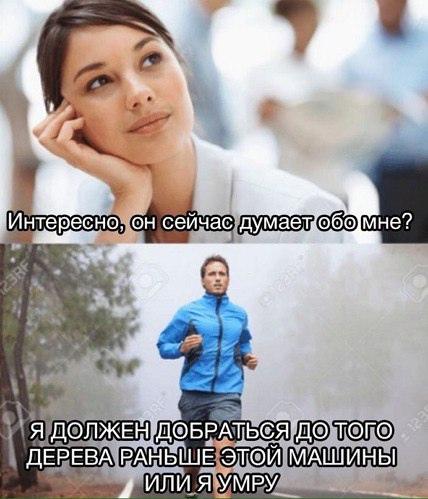 Интересно, он сейчас думает обо мне?
Я ДОЛЖЕН ДОБРАТЬСЯ ДО ТОГО
ДЕРЕВА РАНЬШЕ ЭТОЙ МАШИНЫ
ИЛИ Я УМРУ